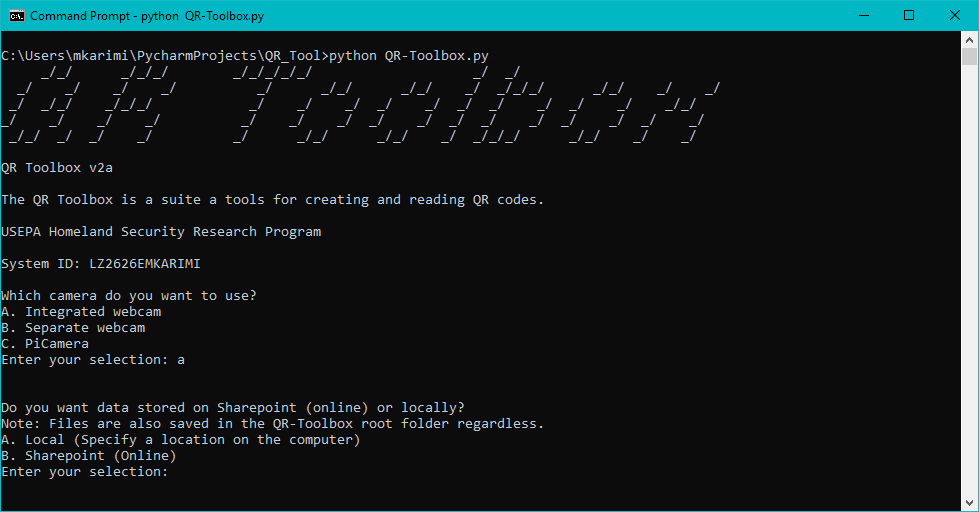 Command Prompt - python  QR-Toolbox.py
C:\Users\mkarimi\PycharmProjects\QR_Tool>python QR-Toolbox.py
QR Toolbox
QR Toolbox v2a
The QR Toolbox is a suite a tools for creating and reading QR codes.
USEPA Homeland Security Research Program
System ID: LZ2626EMKARIMI
Which camera do you want to use?
A. Integrated webcam
B. Separate webcam
C. PiCamera
Enter your selection: a
Do you want data stored on Sharepoint (online) or locally?
Note: Files are also saved in the QR-Toolbox root folder regardless.
A. Local (Specify a location on the computer)
B. Sharepoint (Online)
Enter your selection: